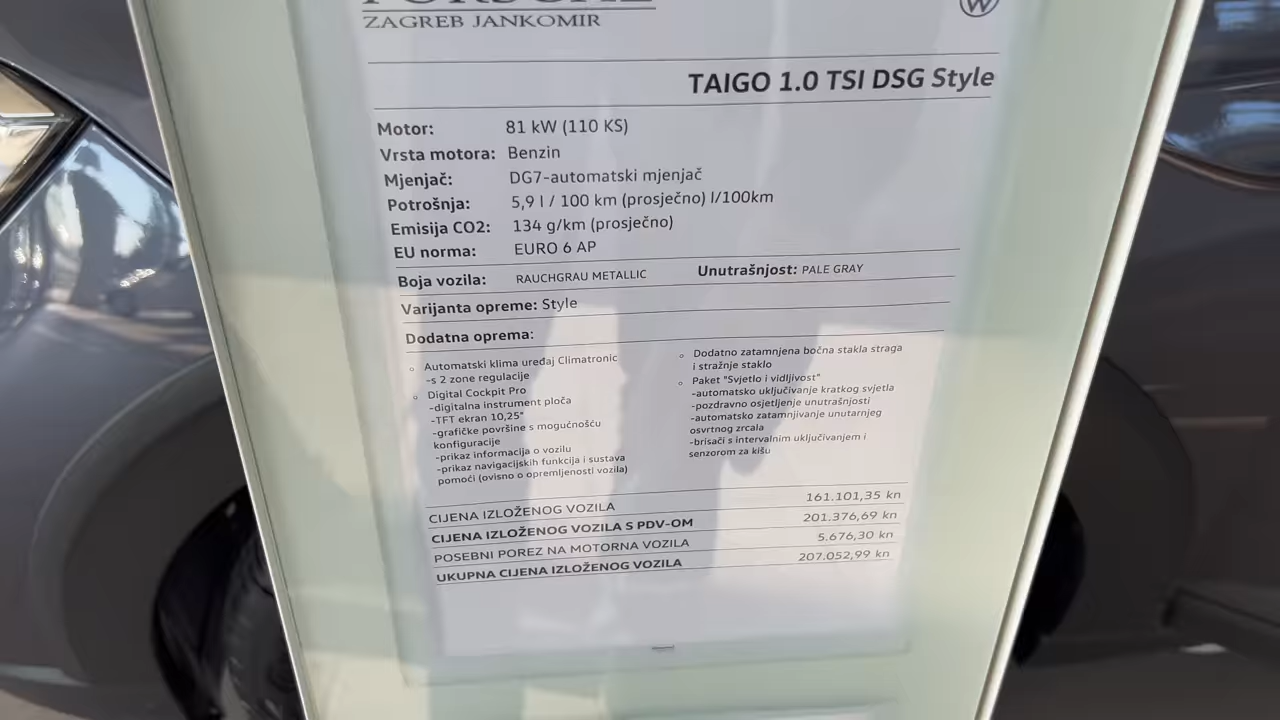 PORSCHE
ZAGREB JANKOMIR
TAIGO 1.0 TSI DSG Style
Motor: 81 kW (110 KS)
Vrsta motora: Benzin
Mjenjač: DG7-automatski mjenjač
Potrošnja: 5,9 l / 100 km (prosječno) l/100km
Emisija CO2: 134 g/km (prosječno)
EU norma: EURO 6 AP
Boja vozila: RAUCHGRAU METALLIC Unutrašnjost: PALE GRAY
Varijanta opreme: Style
Dodatna oprema:
◦ Automatski klima uređaj Climatronic
-s 2 zone regulacije
◦ Digital Cockpit Pro
-digitalna instrument ploča
-TFT ekran 10,25"
-grafičke površine s mogućnošću
konfiguracije
-prikaz informacija o vozilu
-prikaz navigacijskih funkcija i sustava
pomoći (ovisno o opremljenosti vozila)
◦ Dodatno zatamnjena bočna stakla straga
i stražnje staklo
◦ Paket "Svjetlo i vidljivost"
-automatsko uključivanje kratkog svjetla
-pozdravno osjetljenje unutrašnjosti
-automatsko zatamnjivanje unutarnjeg
osvrtnog zrcala
-brisači s intervalnim uključivanjem i
senzorom za kišu
CIJENA IZLOŽENOG VOZILA 161.101,35 kn
CIJENA IZLOŽENOG VOZILA S PDV-OM 201.376,69 kn
POSEBNI POREZ NA MOTORNA VOZILA 5.676,30 kn
UKUPNA CIJENA IZLOŽENOG VOZILA 207.052,99 kn